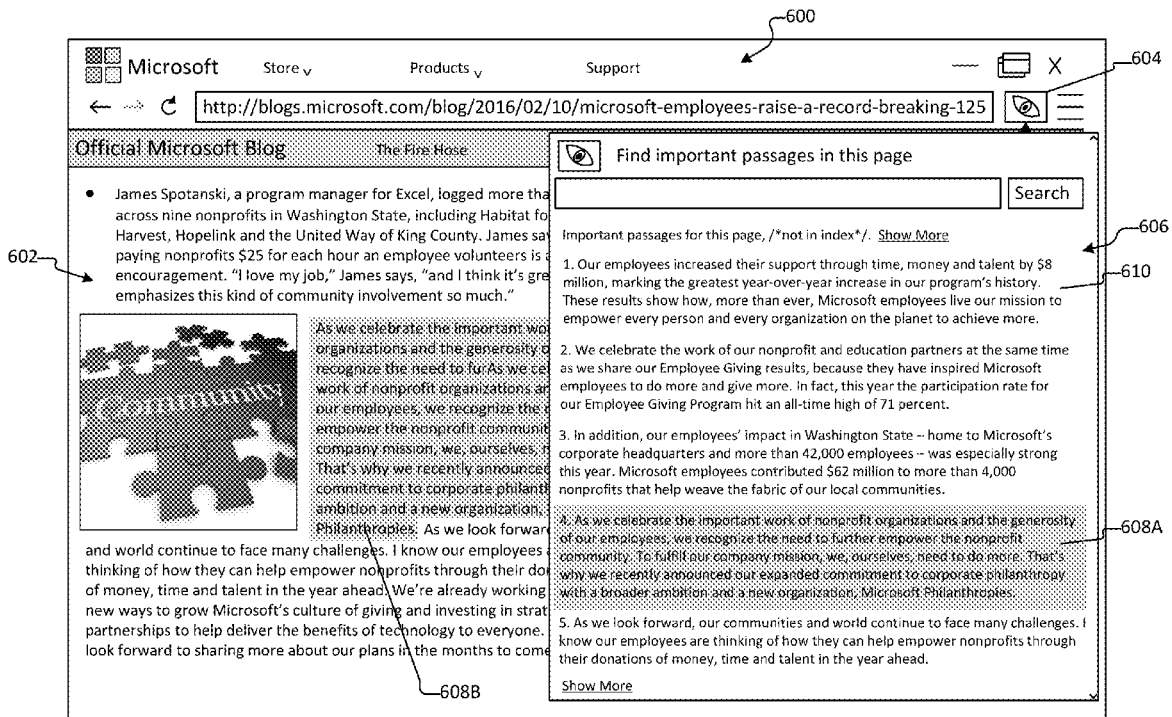 600
Microsoft Store v Products v Support
604
http://blogs.microsoft.com/blog/2016/02/10/microsoft-employees-raise-a-record-breaking-125
Official Microsoft Blog The Fire Hose
602
• James Spotanski, a program manager for Excel, logged more tha
across nine nonprofits in Washington State, including Habitat fo
Harvest, Hopelink and the United Way of King County. James say
paying nonprofits $25 for each hour an employee volunteers is a
encouragement. “I love my job,” James says, “and I think it’s gre
emphasizes this kind of community involvement so much.”
Community
As we celebrate the important wo
organizations and the generosity o
recognize the need to furAs we cel
work of nonprofit organizations an
our employees, we recognize the
empower the nonprofit communit
company mission, we, ourselves,
That’s why we recently announced
commitment to corporate philanth
ambition and a new organization,
Philanthropies. As we look forward
and world continue to face many challenges. I know our employees a
thinking of how they can help empower nonprofits through their don
of money, time and talent in the year ahead. We’re already working
new ways to grow Microsoft’s culture of giving and investing in strat
partnerships to help deliver the benefits of technology to everyone.
look forward to sharing more about our plans in the months to come
608B
Find important passages in this page
Search
Important passages for this page, /*not in index*/. Show More
606
610
1. Our employees increased their support through time, money and talent by $8
million, marking the greatest year-over-year increase in our program’s history.
These results show how, more than ever, Microsoft employees live our mission to
empower every person and every organization on the planet to achieve more.
2. We celebrate the work of our nonprofit and education partners at the same time
as we share our Employee Giving results, because they have inspired Microsoft
employees to do more and give more. In fact, this year the participation rate for
our Employee Giving Program hit an all-time high of 71 percent.
3. In addition, our employees’ impact in Washington State -- home to Microsoft’s
corporate headquarters and more than 42,000 employees -- was especially strong
this year. Microsoft employees contributed $62 million to more than 4,000
nonprofits that help weave the fabric of our local communities.
4. As we celebrate the important work of nonprofit organizations and the generosity
of our employees, we recognize the need to further empower the nonprofit
community. To fulfill our company mission, we, ourselves, need to do more. That’s
why we recently announced our expanded commitment to corporate philanthropy
with a broader ambition and a new organization, Microsoft Philanthropies.
608A
5. As we look forward, our communities and world continue to face many challenges. I
know our employees are thinking of how they can help empower nonprofits through
their donations of money, time and talent in the year ahead.
Show More